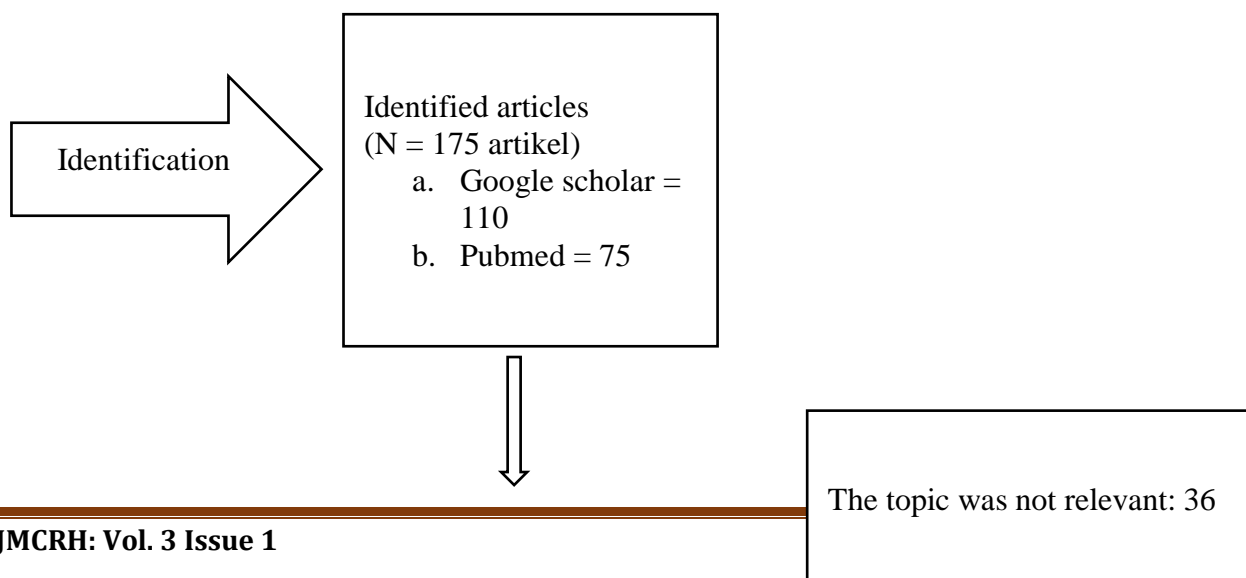 Identification
Identified articles
(N = 175 artikel)
a. Google scholar =
110
b. Pubmed = 75
The topic was not relevant: 36
JMCRH: Vol. 3 Issue 1